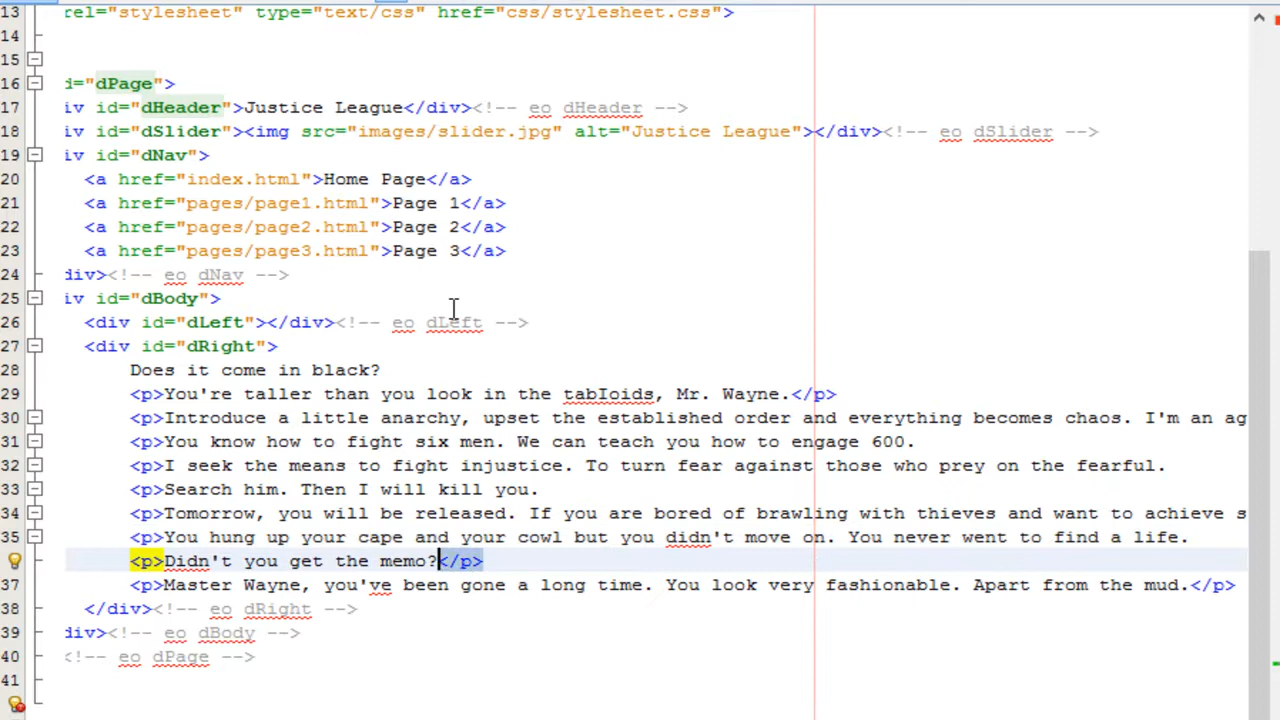 13 rel="stylesheet" type="text/css" href="css/stylesheet.css">
14
15
16 i="dPage">
17 iv id="dHeader">Justice League</div><!-- eo dHeader -->
18 iv id="dSlider"><img src="images/slider.jpg" alt="Justice League"></div><!-- eo dSlider -->
19 iv id="dNav">
20 <a href="index.html">Home Page</a>
21 <a href="pages/page1.html">Page 1</a>
22 <a href="pages/page2.html">Page 2</a>
23 <a href="pages/page3.html">Page 3</a>
24 div><!-- eo dNav -->
25 iv id="dBody">
26 <div id="dLeft"></div><!-- eo dLeft -->
27 <div id="dRight">
28 Does it come in black?
29 <p>You're taller than you look in the tabIoids, Mr. Wayne.</p>
30 <p>Introduce a little anarchy, upset the established order and everything becomes chaos. I'm an ag
31 <p>You know how to fight six men. We can teach you how to engage 600.
32 <p>I seek the means to fight injustice. To turn fear against those who prey on the fearful.
33 <p>Search him. Then I will kill you.
34 <p>Tomorrow, you will be released. If you are bored of brawling with thieves and want to achieve s
35 <p>You hung up your cape and your cowl but you didn't move on. You never went to find a life.
<p>Didn't you get the memo?</p>
37 <p>Master Wayne, you've been gone a long time. You look very fashionable. Apart from the mud.</p>
38 </div><!-- eo dRight -->
39 div><!-- eo dBody -->
40 <!-- eo dPage -->
41